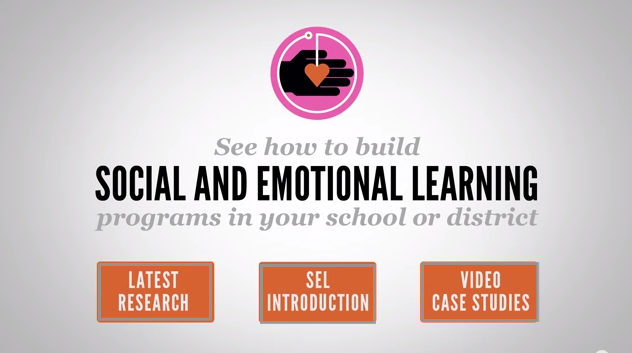 See how to build
SOCIAL AND EMOTIONAL LEARNING
programs in your school or district
LATEST
RESEARCH
SEL
INTRODUCTION
VIDEO
CASE STUDIES